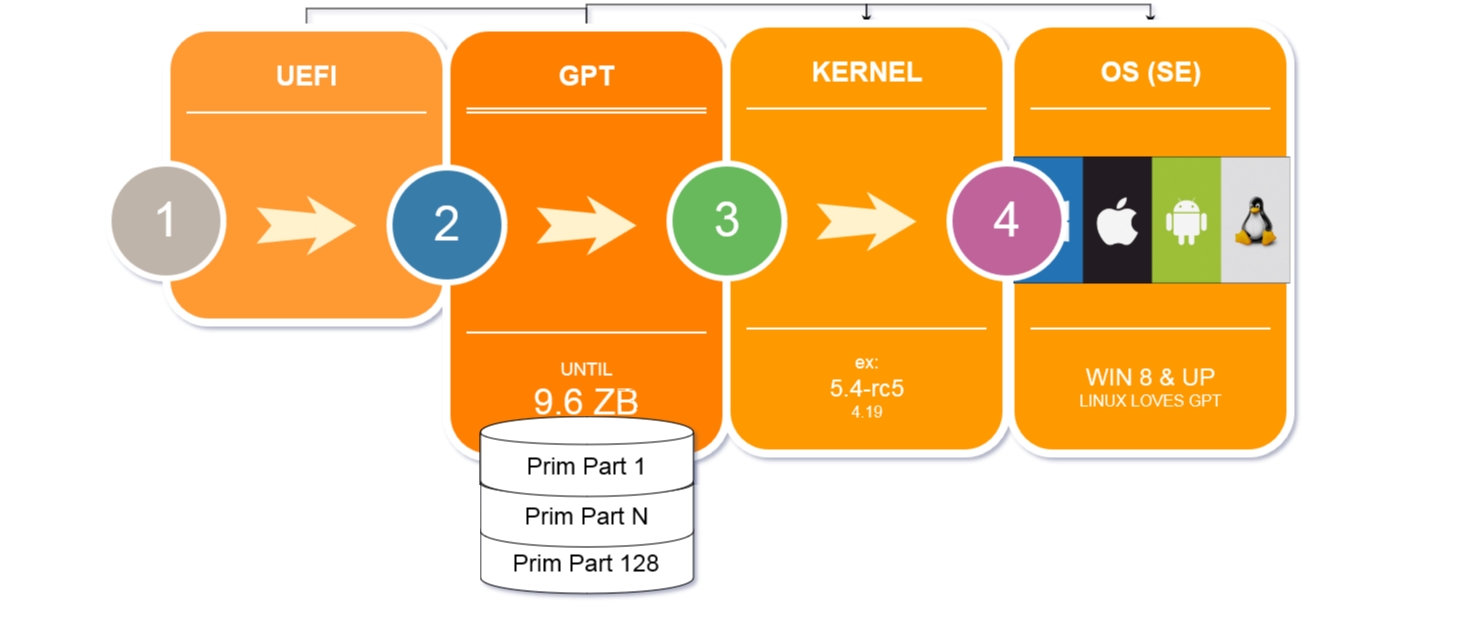 UEFI
1
GPT
2
UNTIL
9.6 ZB
Prim Part 1
Prim Part N
Prim Part 128
KERNEL
3
ex:
5.4-rc5
4.19
OS (SE)
4
WIN 8 & UP
LINUX LOVES GPT